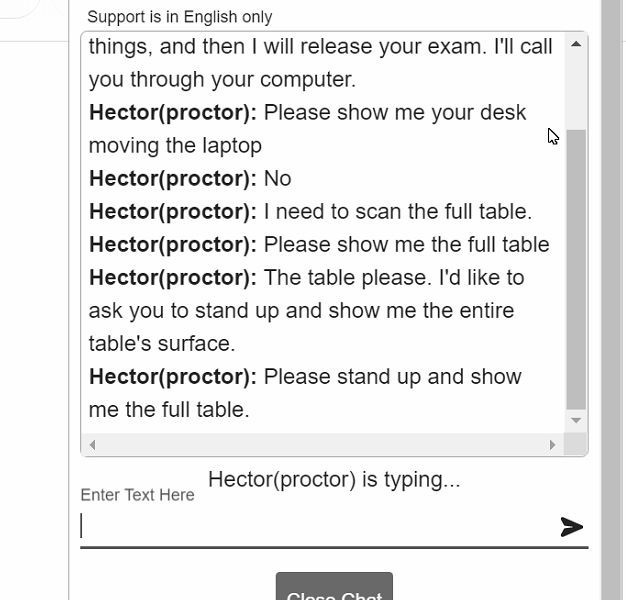 Support is in English only
things, and then I will release your exam. I'll call
you through your computer.
Hector(proctor): Please show me your desk
moving the laptop
Hector(proctor): No
Hector(proctor): I need to scan the full table.
Hector(proctor): Please show me the full table
Hector(proctor): The table please. I'd like to
ask you to stand up and show me the entire
table's surface.
Hector(proctor): Please stand up and show
me the full table.
Hector(proctor) is typing...
Enter Text Here
Close Chat